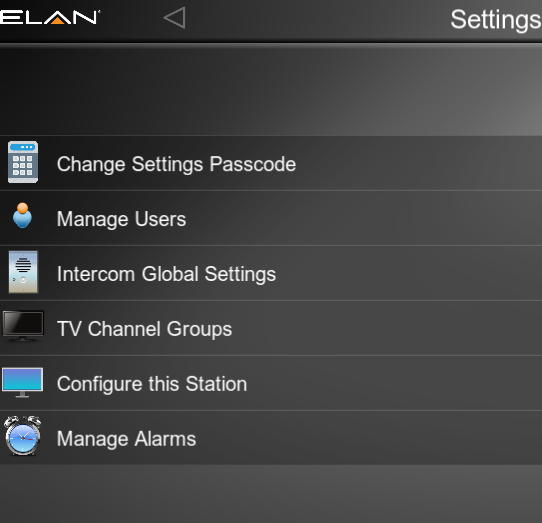 ELAN
Settings
Change Settings Passcode
Manage Users
Intercom Global Settings
TV Channel Groups
Configure this Station
Manage Alarms